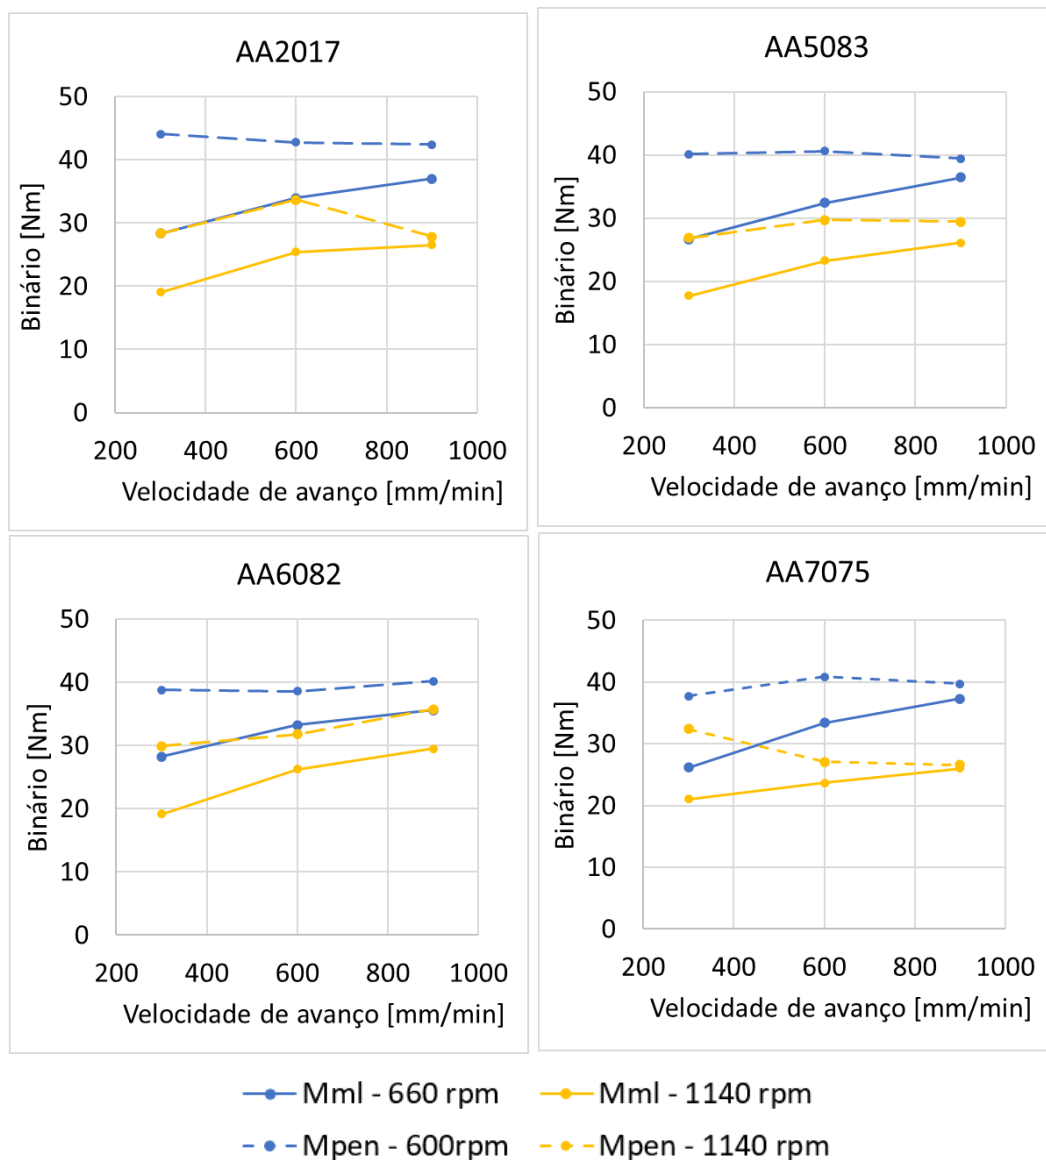 AA2017
50
40
30
20
10
0
Binário [Nm]
200 400 600 800 1000
Velocidade de avanço [mm/min]
AA5083
50
40
30
20
10
0
Binário [Nm]
200 400 600 800 1000
Velocidade de avanço [mm/min]
AA6082
50
40
30
20
10
0
Binário [Nm]
200 400 600 800 1000
Velocidade de avanço [mm/min]
AA7075
50
40
30
20
10
0
Binário [Nm]
200 400 600 800 1000
Velocidade de avanço [mm/min]
Mml - 660 rpm Mml - 1140 rpm
Mpen - 600rpm Mpen - 1140 rpm